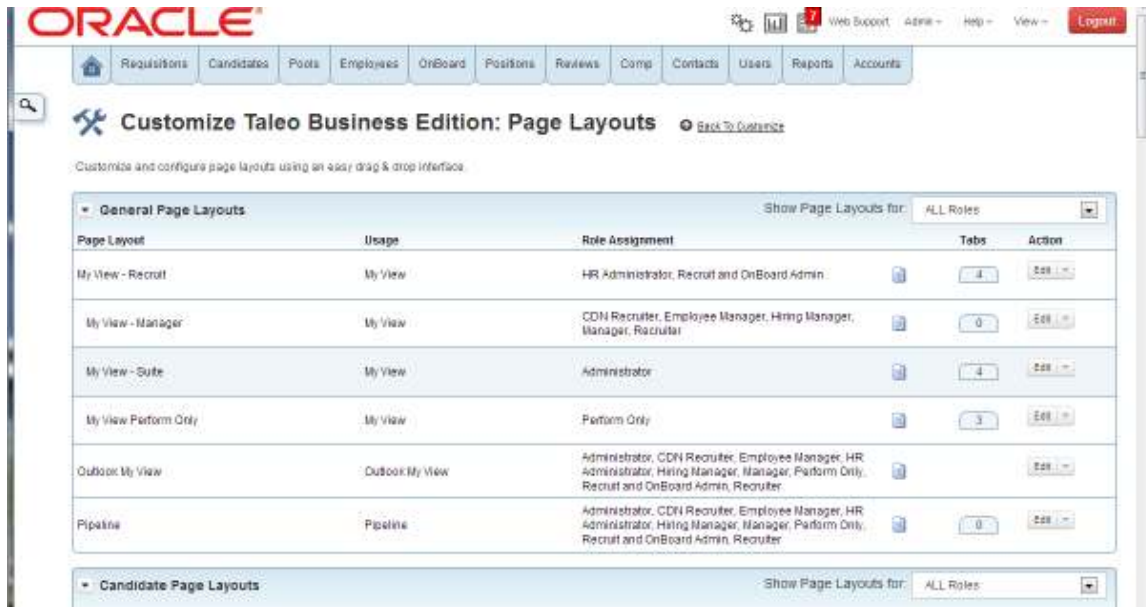 ORACLE
7 Web Support Admin Help View Logout
Requisitions Candidates Pools Employees OnBoard Positions Reviews Comp Contacts Users Reports Accounts
Customize Taleo Business Edition: Page Layouts Back To Customize
Customize and configure page layouts using an easy drag & drop interface
General Page Layouts Show Page Layouts for: ALL Roles
Page Layout Usage Role Assignment Tabs Action
My View - Recruit My View HR Administrator, Recruit and OnBoard Admin 4 Edit
My View - Manager My View CDN Recruiter, Employee Manager, Hiring Manager, 0 Edit
Manager, Recruiter
My View - Suite My View Administrator 4 Edit
My View Perform Only My View Perform Only 3 Edit
Administrator, CDN Recruiter, Employee Manager, HR
Outlook My View Outlook My View Administrator, Hiring Manager, Manager, Perform Only, Edit
Recruit and OnBoard Admin, Recruiter
Administrator, CDN Recruiter, Employee Manager, HR
Pipeline Pipeline Administrator, Hiring Manager, Manager, Perform Only, 0 Edit
Recruit and OnBoard Admin, Recruiter
Candidate Page Layouts Show Page Layouts for: ALL Roles